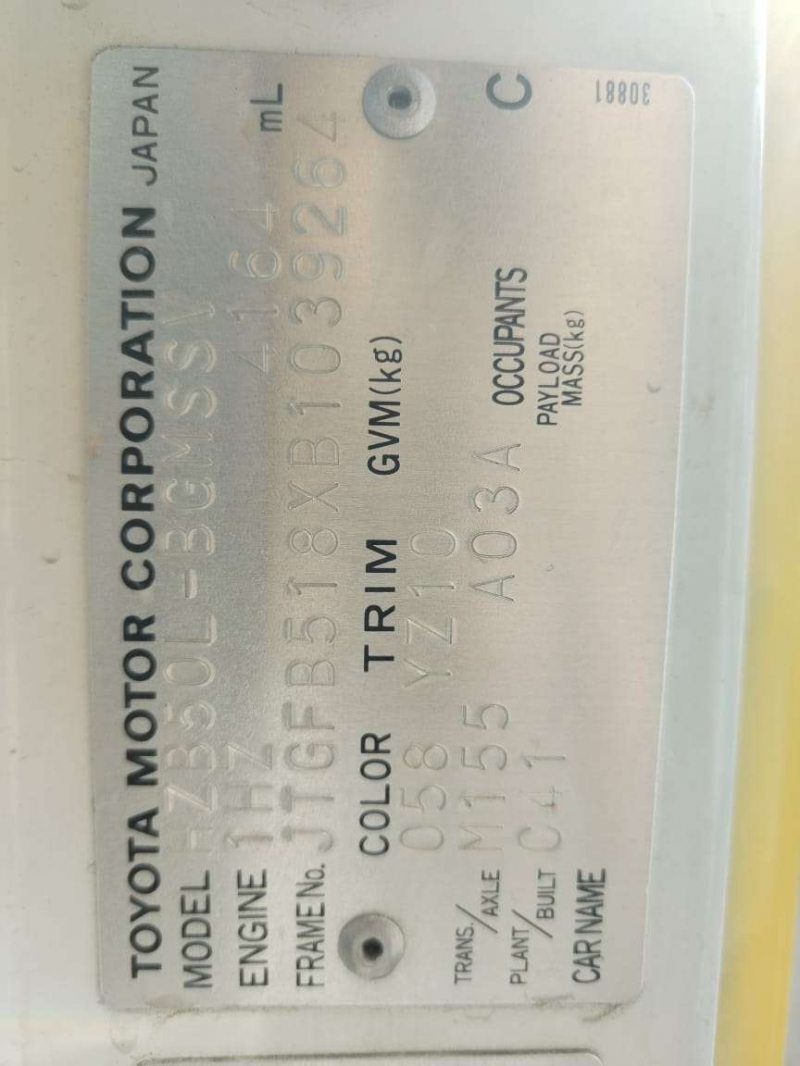 TOYOTA MOTOR CORPORATION JAPAN
MODEL HZB50L-BGMSSV
ENGINE 1HZ 4164 mL
FRAME No. JTGFB518XB1039264
COLOR TRIM GVM(kg)
058 YZ10
TRANS./AXLE M155 A03A OCCUPANTS C
PLANT/BUILT C41 PAYLOAD MASS(kg)
CAR NAME
30881